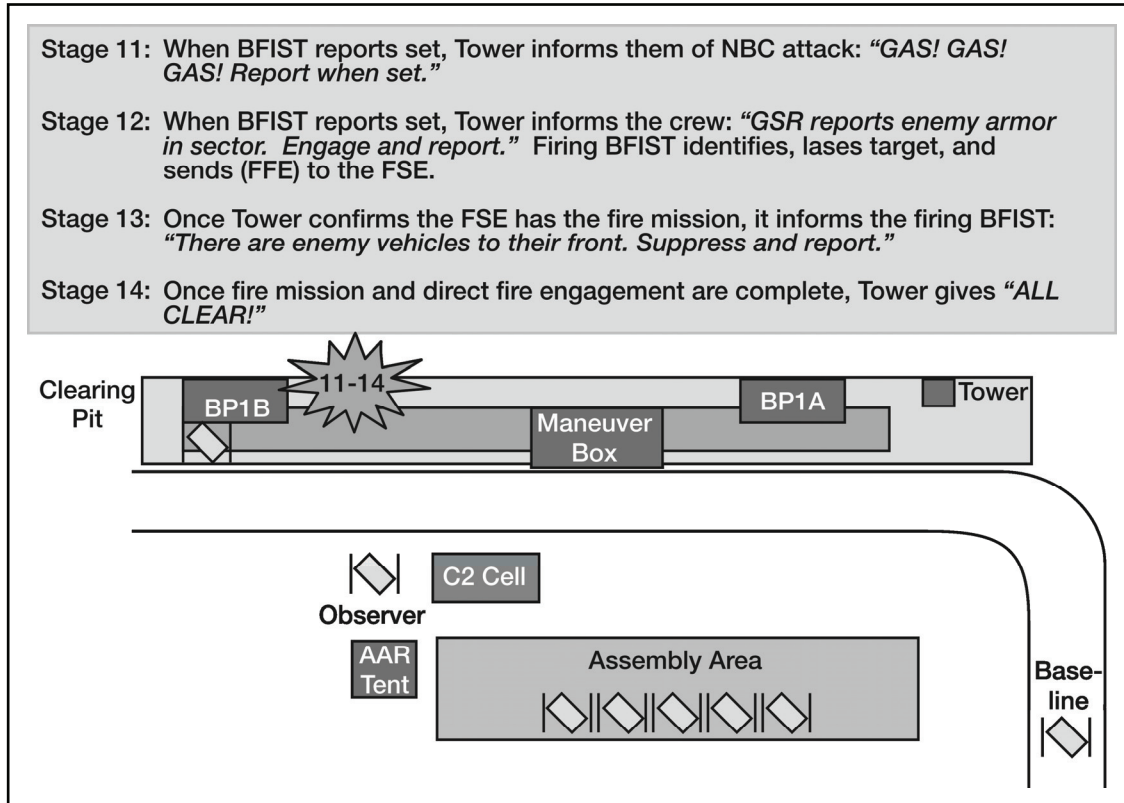 Stage 11: When BFIST reports set, Tower informs them of NBC attack: “GAS! GAS!
GAS! Report when set.”
Stage 12: When BFIST reports set, Tower informs the crew: “GSR reports enemy armor
in sector. Engage and report.” Firing BFIST identifies, lases target, and
sends (FFE) to the FSE.
Stage 13: Once Tower confirms the FSE has the fire mission, it informs the firing BFIST:
“There are enemy vehicles to their front. Suppress and report.”
Stage 14: Once fire mission and direct fire engagement are complete, Tower gives “ALL
CLEAR!”
Clearing
Pit
BP1B
11-14
Maneuver
Box
BP1A
Tower
Observer
C2 Cell
AAR
Tent
Assembly Area
Base-
line